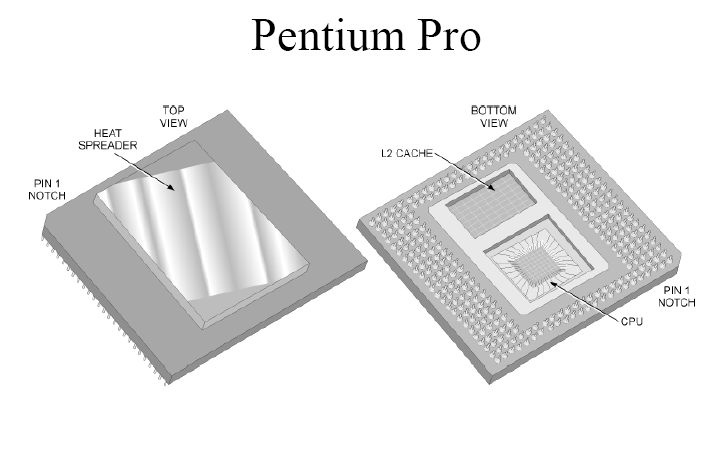 Pentium Pro
TOP
VIEW
HEAT
SPREADER
PIN 1
NOTCH
BOTTOM
VIEW
L2 CACHE
PIN 1
NOTCH
CPU